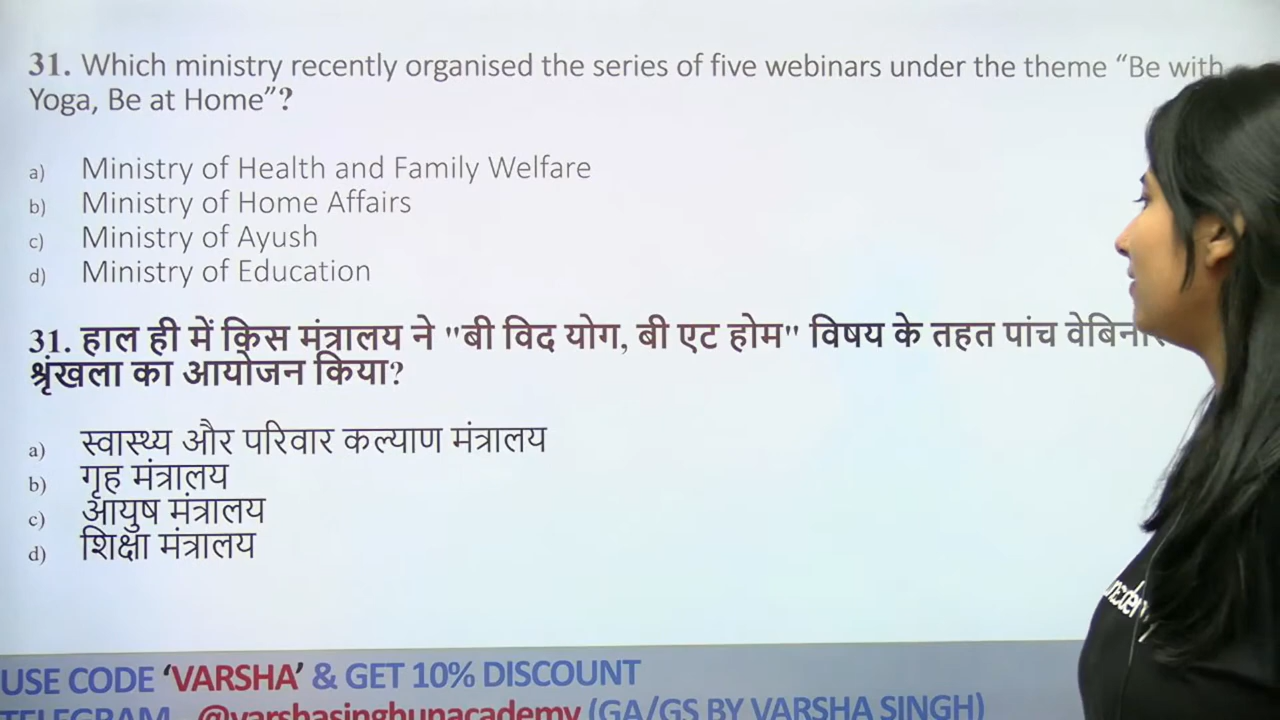 31. Which ministry recently organised the series of five webinars under the theme “Be with
Yoga, Be at Home”?
a) Ministry of Health and Family Welfare
b) Ministry of Home Affairs
c) Ministry of Ayush
d) Ministry of Education
31. हाल ही में किस मंत्रालय ने "बी विद योग, बी एट होम" विषय के तहत पांच
श्रृंखला का आयोजन किया?
a) स्वास्थ्य और परिवार कल्याण मंत्रालय
b) गृह मंत्रालय
c) आयुष मंत्रालय
d) शिक्षा मंत्रालय
USE CODE ‘VARSHA’ & GET 10% DISCOUNT
TELEGRAM @varshasinghunacademy (GA/GS BY VARSHA SINGH)